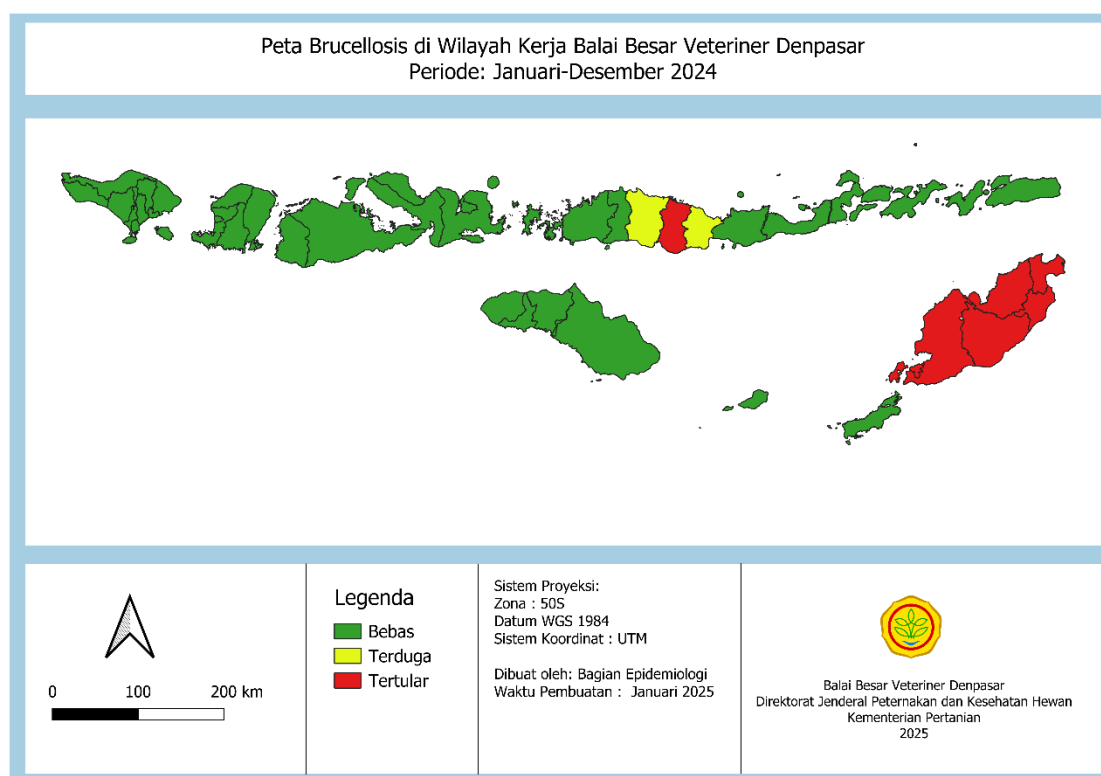 Peta Brucellosis di Wilayah Kerja Balai Besar Veteriner Denpasar
Periode: Januari-Desember 2024
0 100 200 km
Legenda
Bebas
Terduga
Tertular
Sistem Proyeksi:
Zona : 50S
Datum WGS 1984
Sistem Koordinat : UTM
Dibuat oleh: Bagian Epidemiologi
Waktu Pembuatan : Januari 2025
Balai Besar Veteriner Denpasar
Direktorat Jenderal Peternakan dan Kesehatan Hewan
Kementerian Pertanian
2025